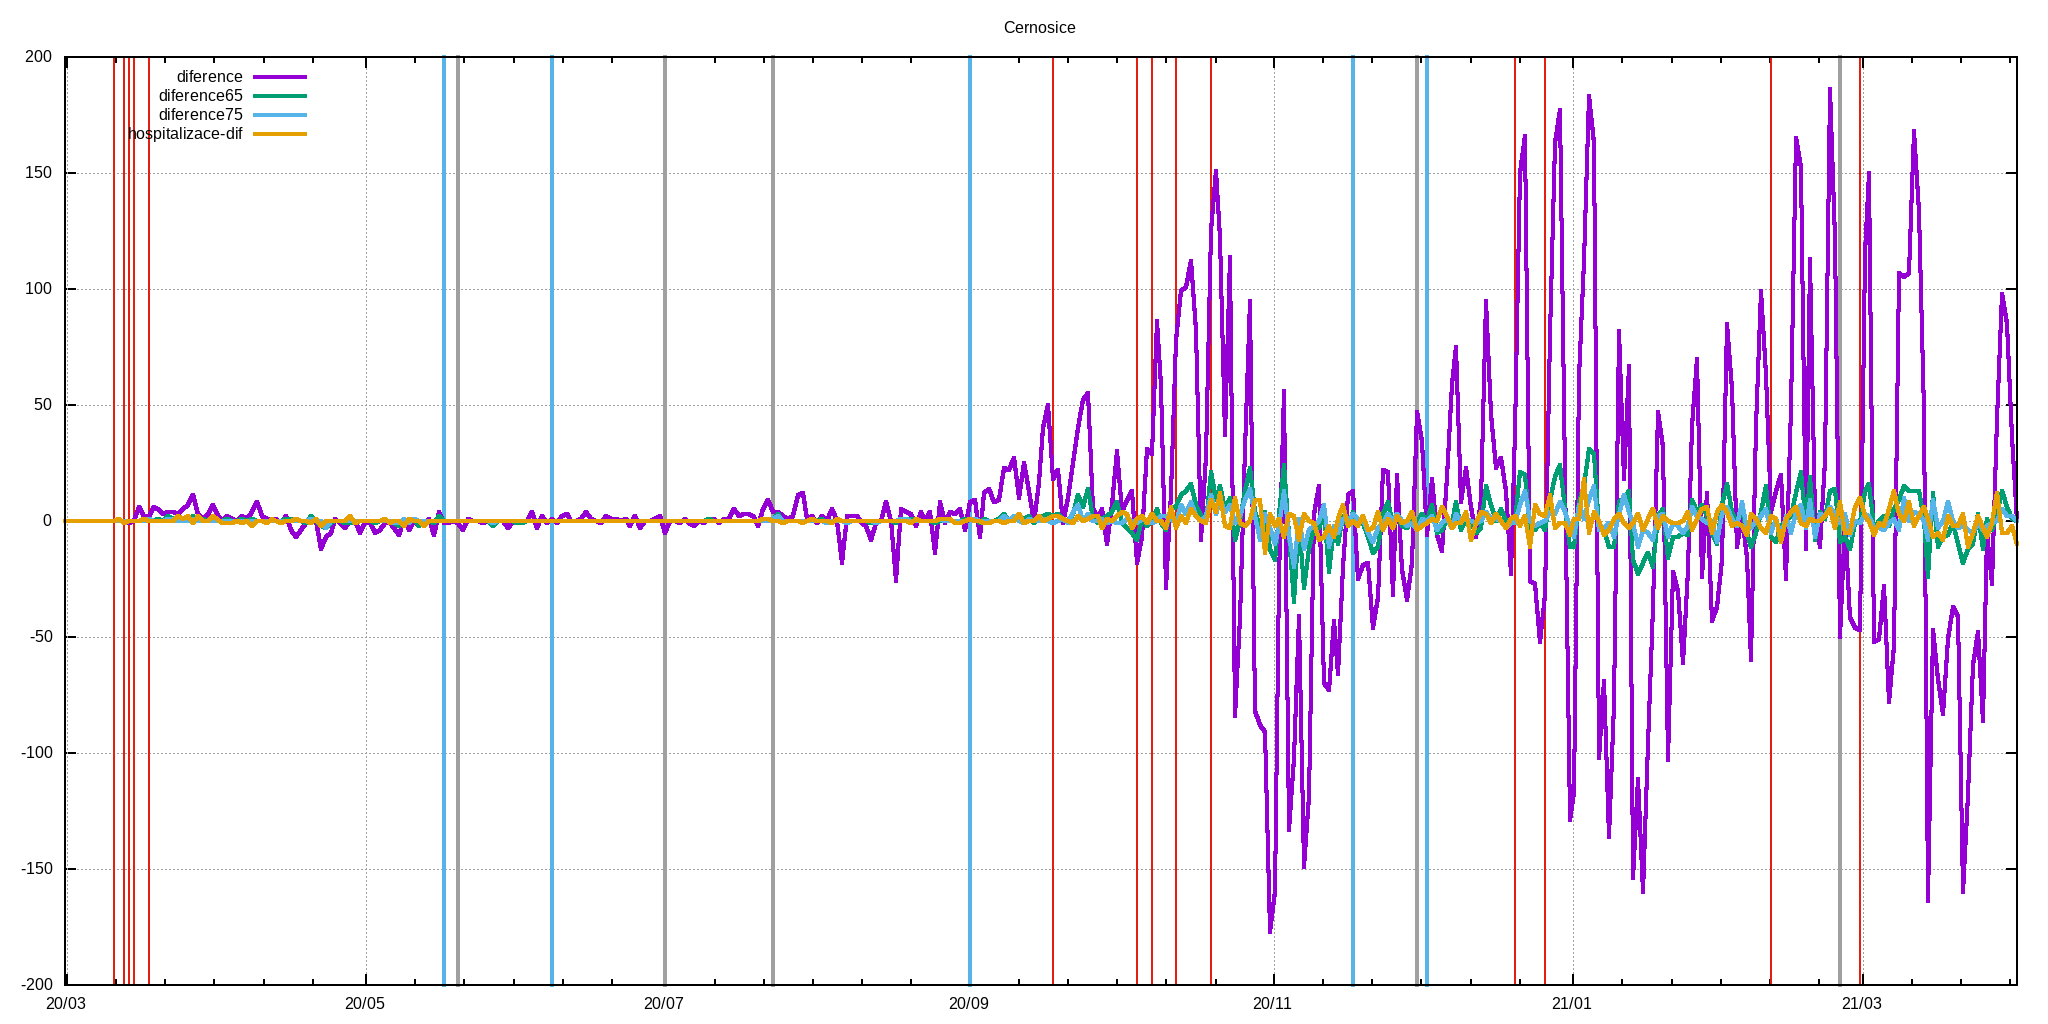 Cernosice
200
150
100
50
0
-50
-100
-150
-200
diference
diference65
diference75
hospitalizace-dif
20/03 20/05 20/07 20/09 20/11 21/01 21/03